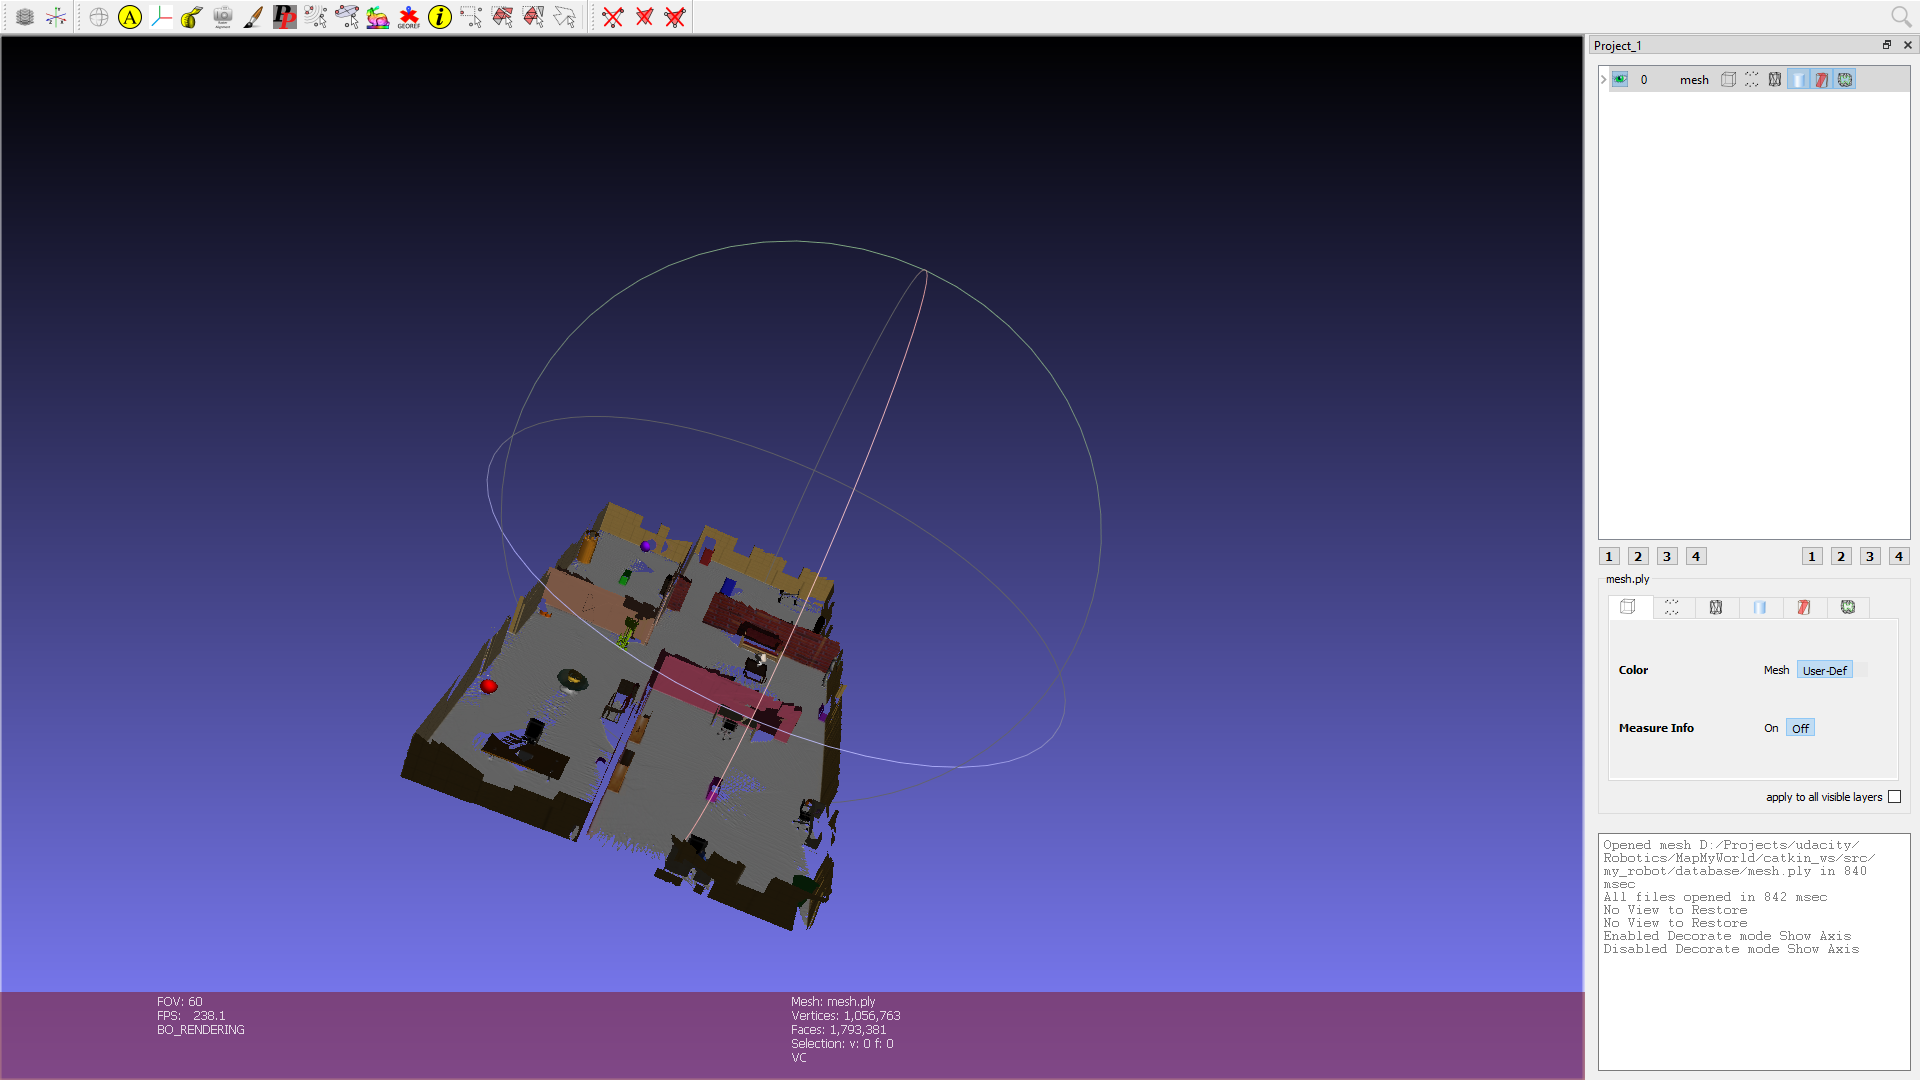 A
PP
GEOREF
i
Project_1
0 mesh
1 2 3 4 1 2 3 4
mesh.ply
Color Mesh User-Def
Measure Info On Off
apply to all visible layers
Opened mesh D:/Projects/udacity/
Robotics/MapMyWorld/catkin_ws/src/
my_robot/database/mesh.ply in 840
msec
All files opened in 842 msec
No View to Restore
No View to Restore
Enabled Decorate mode Show Axis
Disabled Decorate mode Show Axis
FOV: 60
FPS: 238.1
BO_RENDERING
Mesh: mesh.ply
Vertices: 1,056,763
Faces: 1,793,381
Selection: v: 0 f: 0
VC